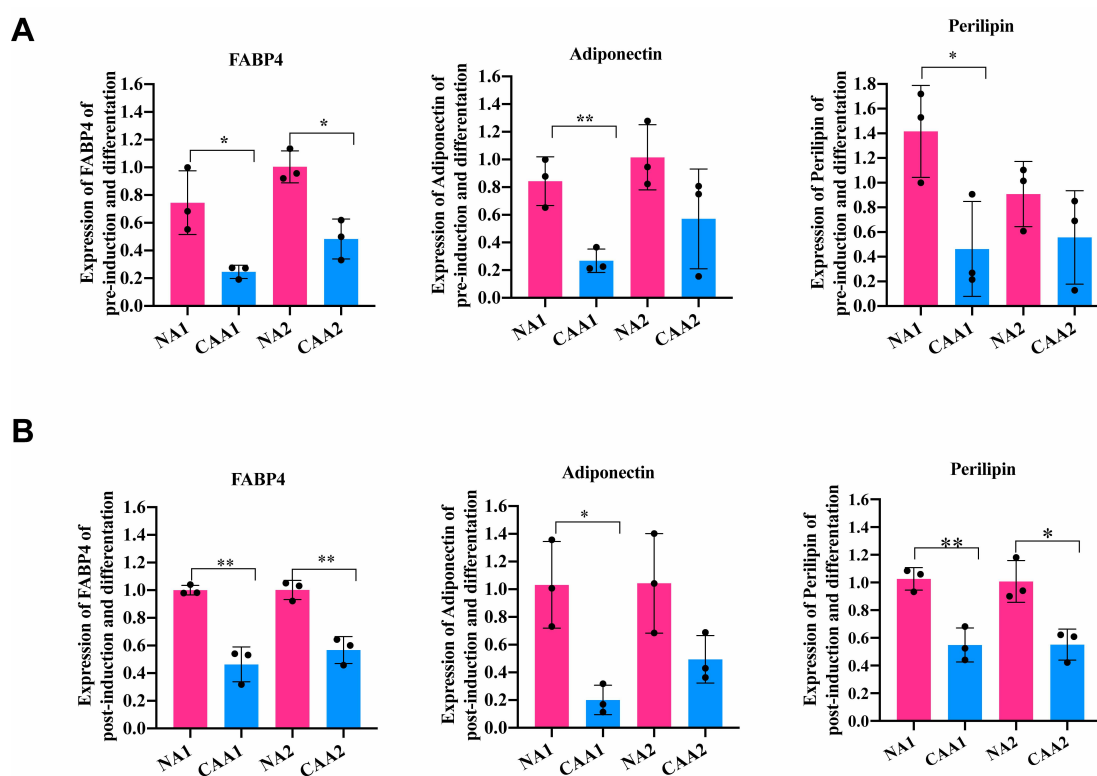 A
FABP4
Expression of FABP4 of
pre-induction and differentation
1.6
1.4
1.2
1.0
0.8
0.6
0.4
0.2
0.0
*
*
NA1
CAA1
NA2
CAA2
Adiponectin
Expression of Adiponectin of
pre-induction and differentation
1.6
1.4
1.2
1.0
0.8
0.6
0.4
0.2
0.0
**
NA1
CAA1
NA2
CAA2
Perilipin
Expression of Perilipin of
pre-induction and differentation
1.8
1.6
1.4
1.2
1.0
0.8
0.6
0.4
0.2
0.0
*
NA1
CAA1
NA2
CAA2
B
FABP4
Expression of FABP4 of
post-induction and differentation
1.6
1.4
1.2
1.0
0.8
0.6
0.4
0.2
0.0
**
**
NA1
CAA1
NA2
CAA2
Adiponectin
Expression of Adiponectin of
post-induction and differentation
1.6
1.4
1.2
1.0
0.8
0.6
0.4
0.2
0.0
*
NA1
CAA1
NA2
CAA2
Perilipin
Expression of Perilipin of
post-induction and differentation
1.6
1.4
1.2
1.0
0.8
0.6
0.4
0.2
0.0
**
*
NA1
CAA1
NA2
CAA2